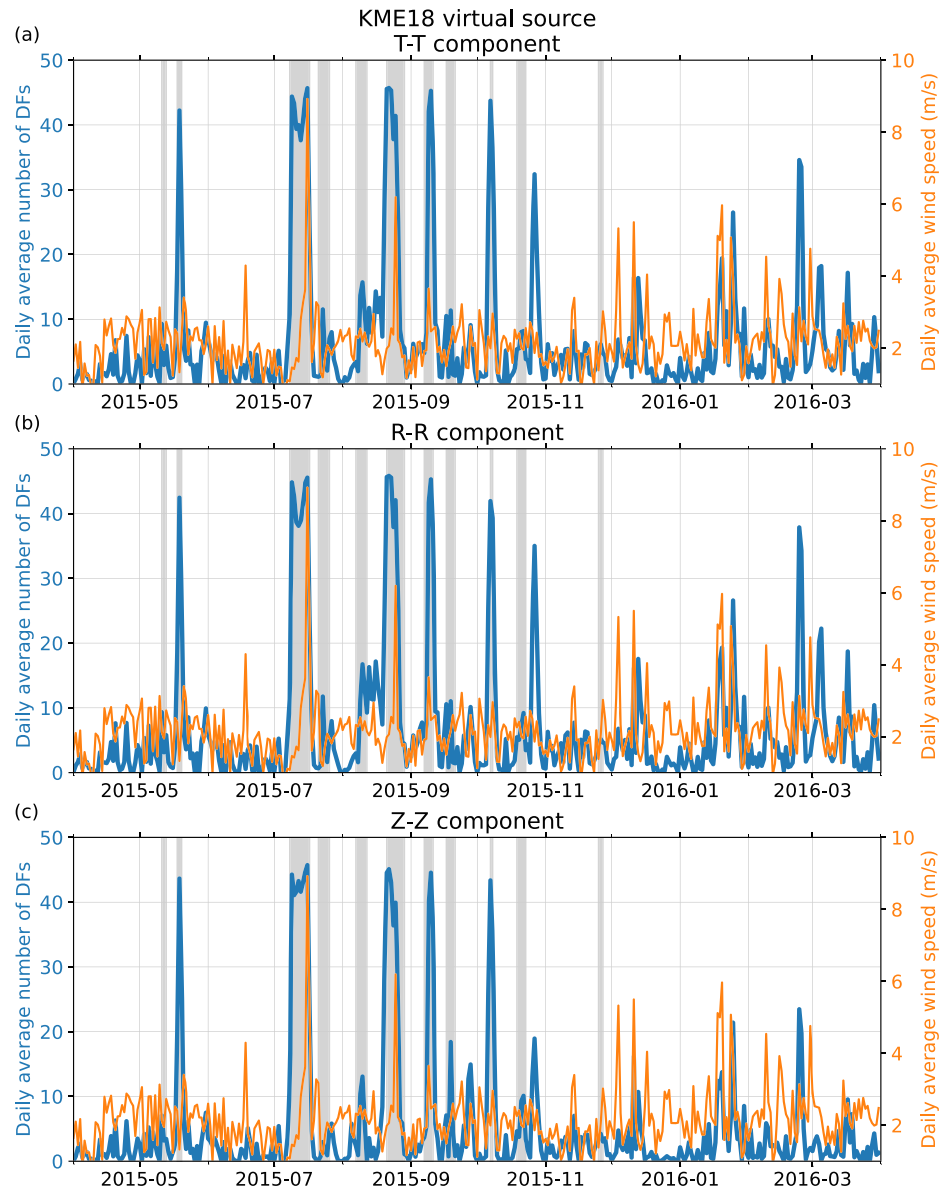 KME18 virtual source
(a)
T-T component
Daily average number of DFs
50
40
30
20
10
0
10
8
6
4
2
Daily average wind speed (m/s)
2015-05 2015-07 2015-09 2015-11 2016-01 2016-03
(b)
R-R component
Daily average number of DFs
50
40
30
20
10
0
10
8
6
4
2
Daily average wind speed (m/s)
2015-05 2015-07 2015-09 2015-11 2016-01 2016-03
(c)
Z-Z component
Daily average number of DFs
50
40
30
20
10
0
10
8
6
4
2
Daily average wind speed (m/s)
2015-05 2015-07 2015-09 2015-11 2016-01 2016-03